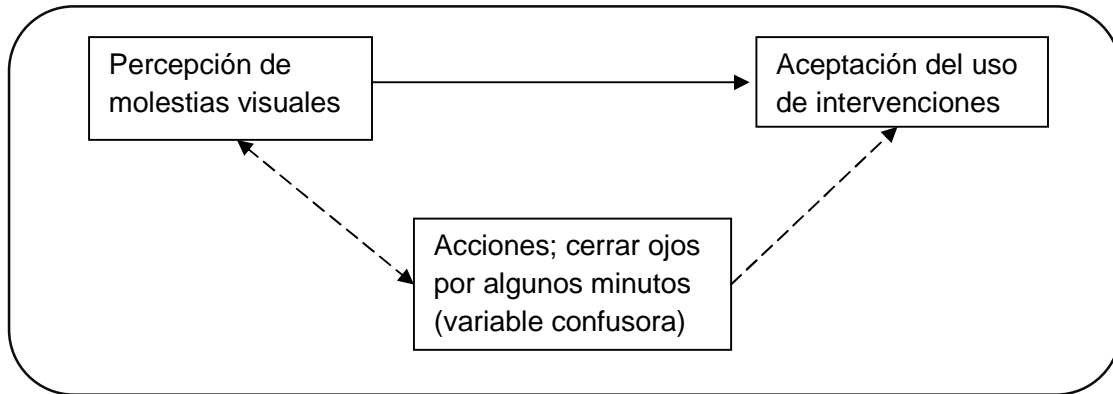 Percepción de
molestias visuales
Aceptación del uso
de intervenciones
Acciones; cerrar ojos
por algunos minutos
(variable confusora)